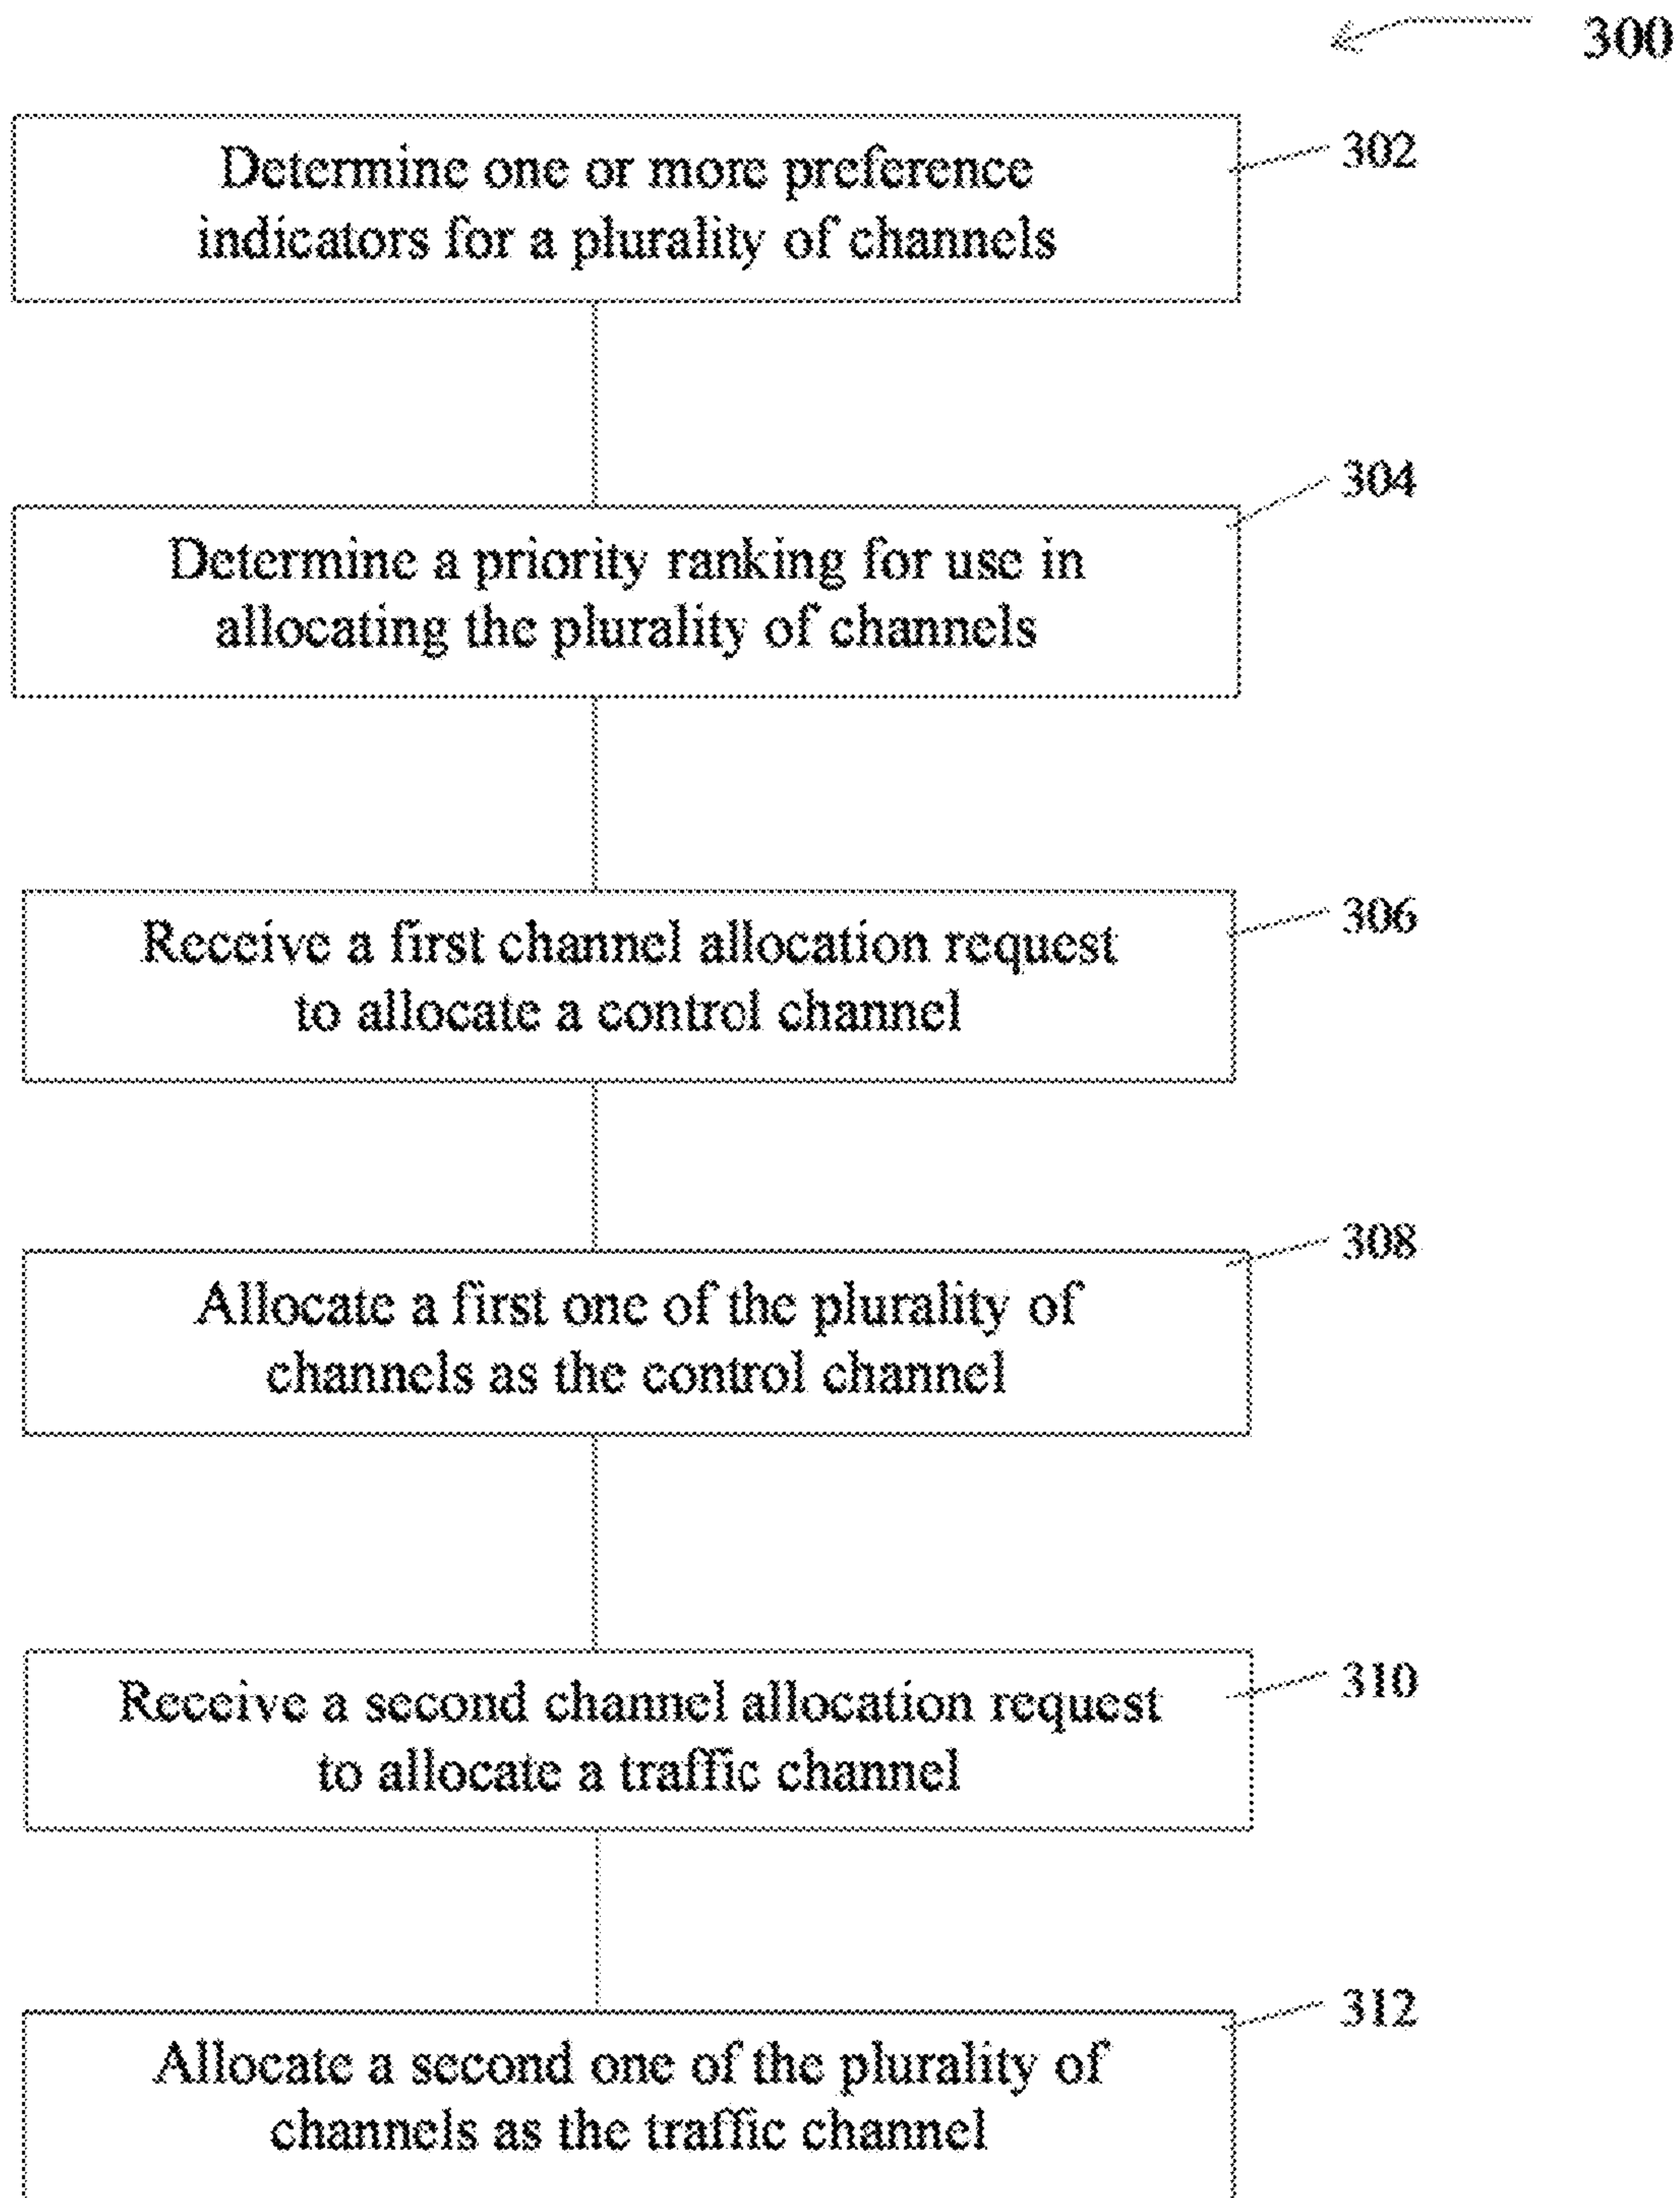 300
Determine one or more preference
indicators for a plurality of channels
302
Determine a priority ranking for use in
allocating the plurality of channels
304
Receive a first channel allocation request
to allocate a control channel
306
Allocate a first one of the plurality of
channels as the control channel
308
Receive a second channel allocation request
to allocate a traffic channel
310
Allocate a second one of the plurality of
channels as the traffic channel
312